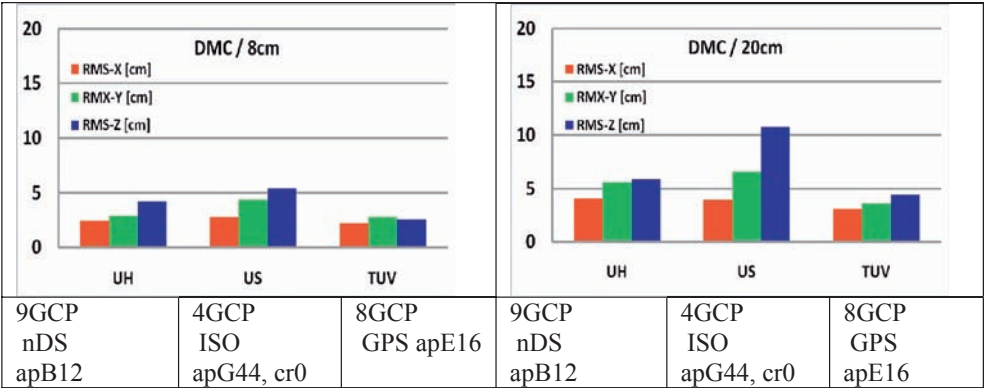 DMC / 8cm
20
15
10
5
0
RMS-X [cm]
RMX-Y [cm]
RMS-Z [cm]
UH US TUV
DMC / 20cm
20
15
10
5
0
RMS-X [cm]
RMX-Y [cm]
RMS-Z [cm]
UH US TUV
9GCP
nDS
apB12
4GCP
ISO
apG44, cr0
8GCP
GPS apE16
9GCP
nDS
apB12
4GCP
ISO
apG44, cr0
8GCP
GPS
apE16